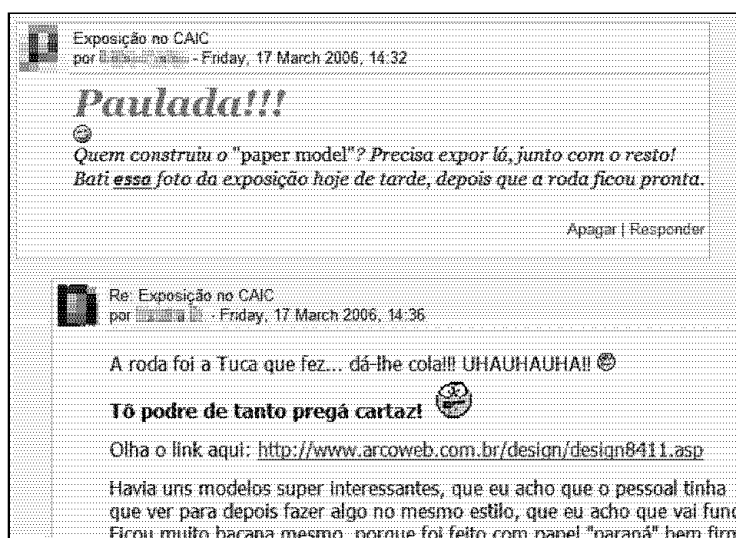 Exposição no CAIC
por - Friday, 17 March 2006, 14:32
Paulada!!!
Quem construiu o "paper model"? Precisa expor lá, junto com o resto!
Bati essa foto da exposição hoje de tarde, depois que a roda ficou pronta.
Apagar | Responder
Re: Exposição no CAIC
por - Friday, 17 March 2006, 14:36
A roda foi a Tuca que fez... dá-lhe cola!!! UHAUHAUHA!!
Tô podre de tanto pregá cartaz!
Olha o link aqui: http://www.arcoweb.com.br/design/design8411.asp
Havia uns modelos super interessantes, que eu acho que o pessoal tinha
que ver para depois fazer algo no mesmo estilo, que eu acho que vai func
Ficou muito bacana mesmo, porque foi feito com papel "paraná" bem firm